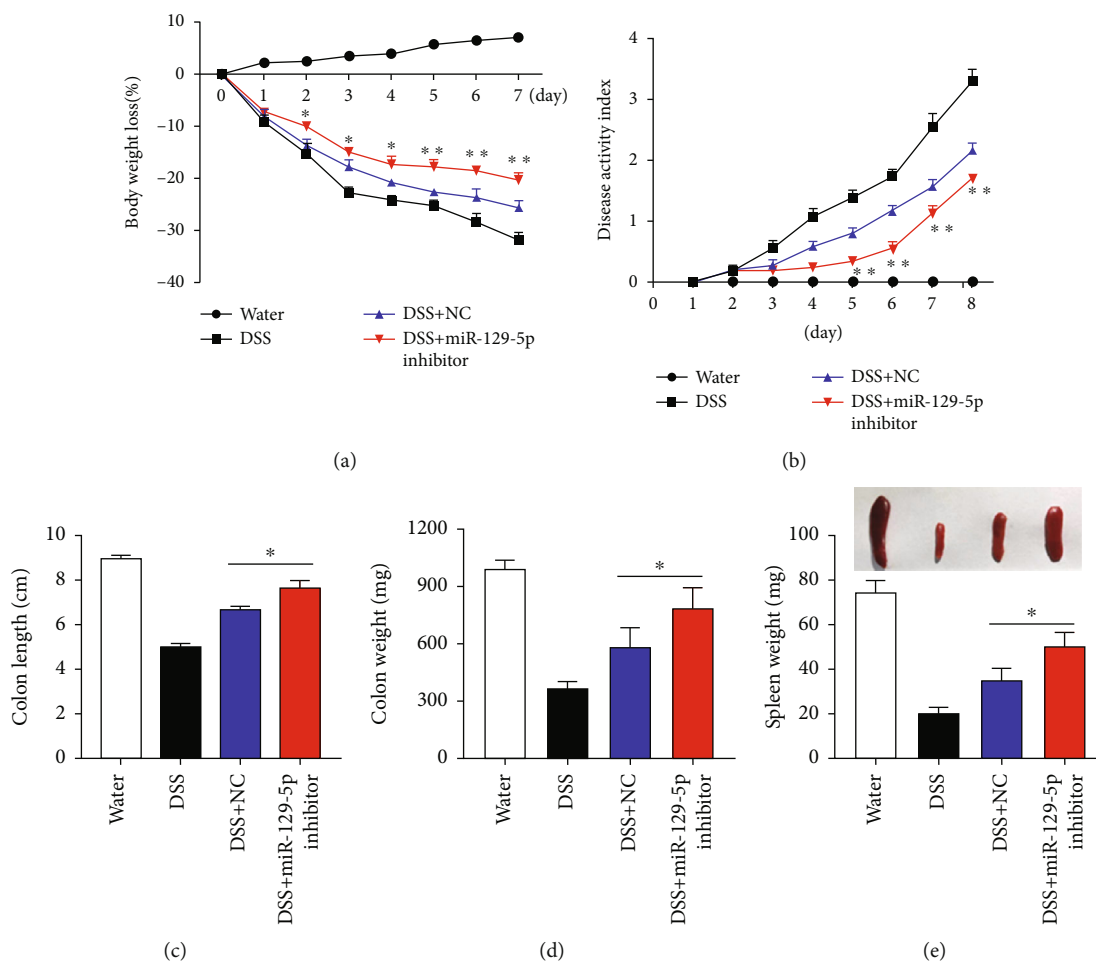 10
0
−10
−20
−30
−40
Body weight loss(%)
0 1 2 3 4 5 6 7 (day)
* * * ** ** **
Water
DSS
DSS+NC
DSS+miR-129-5p
inhibitor
(a)
4
3
2
1
0
Disease activity index
0 1 2 3 4 5 6 7 8
(day)
** ** ** **
Water
DSS
DSS+NC
DSS+miR-129-5p
inhibitor
(b)
10
8
6
4
2
0
Colon length (cm)
*
Water
DSS
DSS+NC
DSS+miR-129-5p
inhibitor
(c)
1200
900
600
300
0
Colon weight (mg)
*
Water
DSS
DSS+NC
DSS+miR-129-5p
inhibitor
(d)
100
80
60
40
20
0
Spleen weight (mg)
*
Water
DSS
DSS+NC
DSS+miR-129-5p
inhibitor
(e)